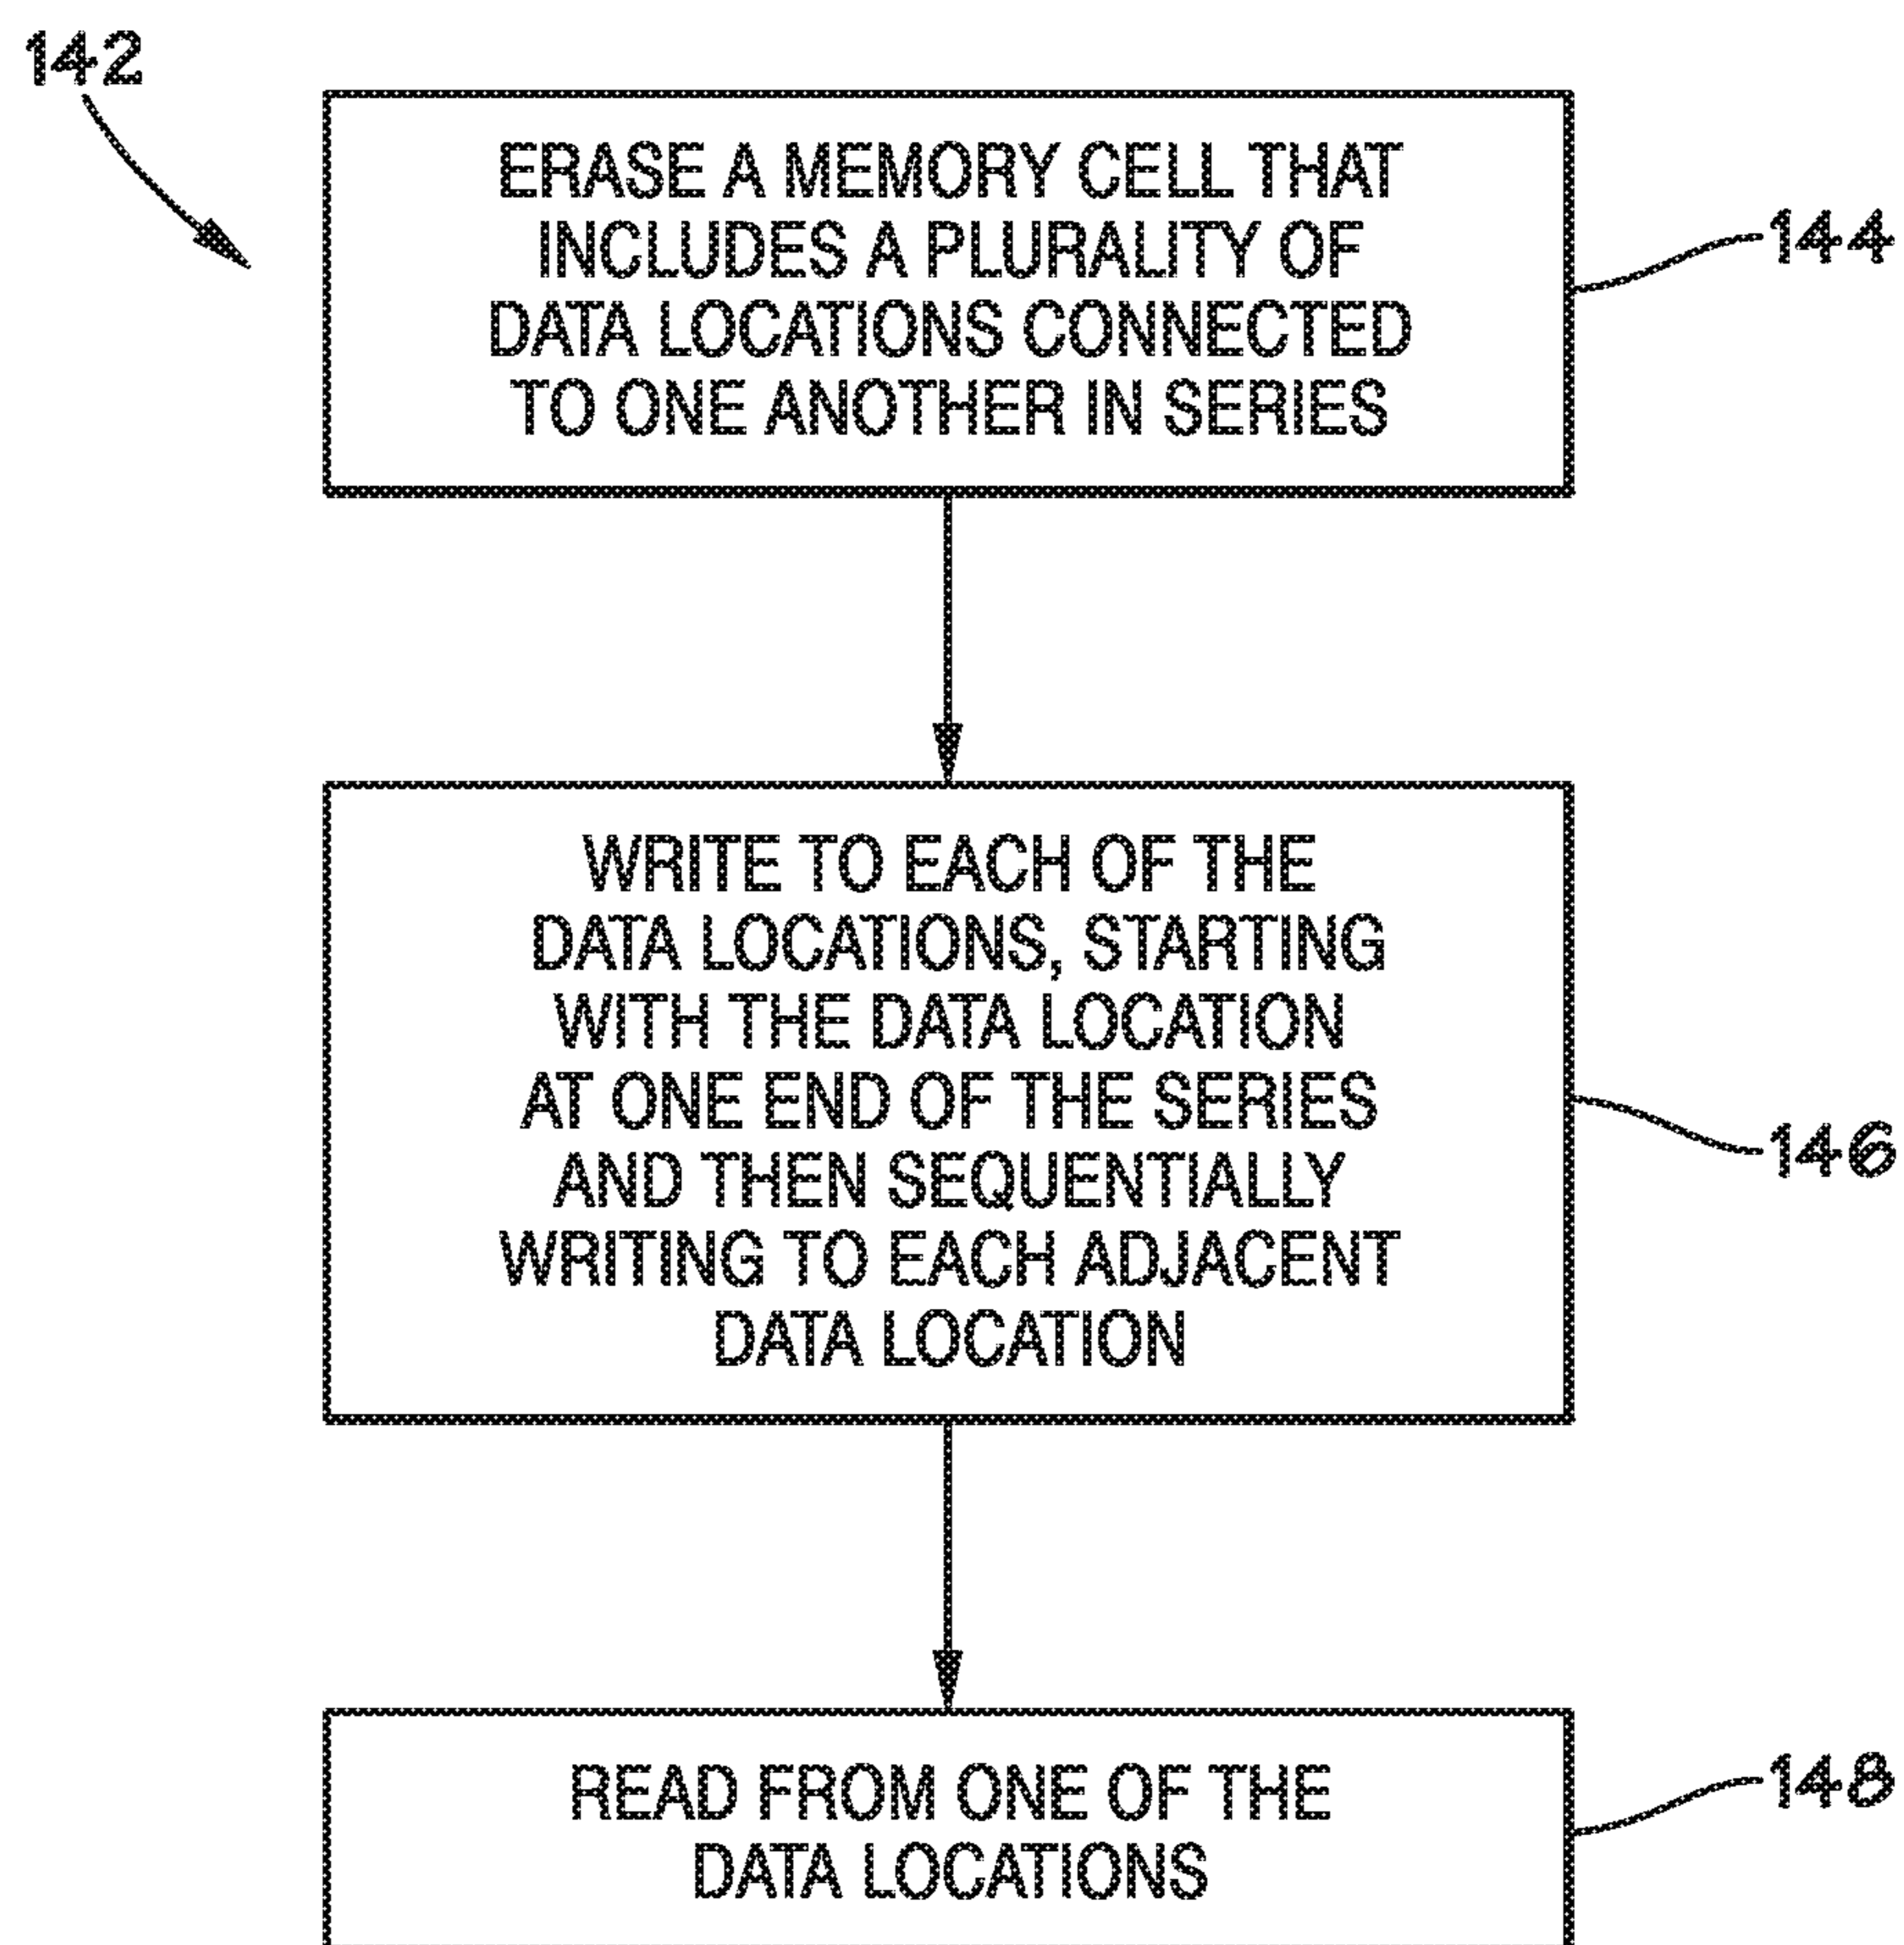 142
ERASE A MEMORY CELL THAT
INCLUDES A PLURALITY OF
DATA LOCATIONS CONNECTED
TO ONE ANOTHER IN SERIES
144
WRITE TO EACH OF THE
DATA LOCATIONS, STARTING
WITH THE DATA LOCATION
AT ONE END OF THE SERIES
AND THEN SEQUENTIALLY
WRITING TO EACH ADJACENT
DATA LOCATION
146
READ FROM ONE OF THE
DATA LOCATIONS
148